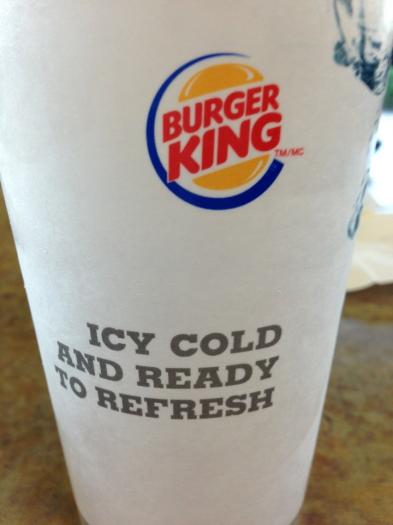 BURGER
KING
TM/MC
ICY COLD
AND READY
TO REFRESH